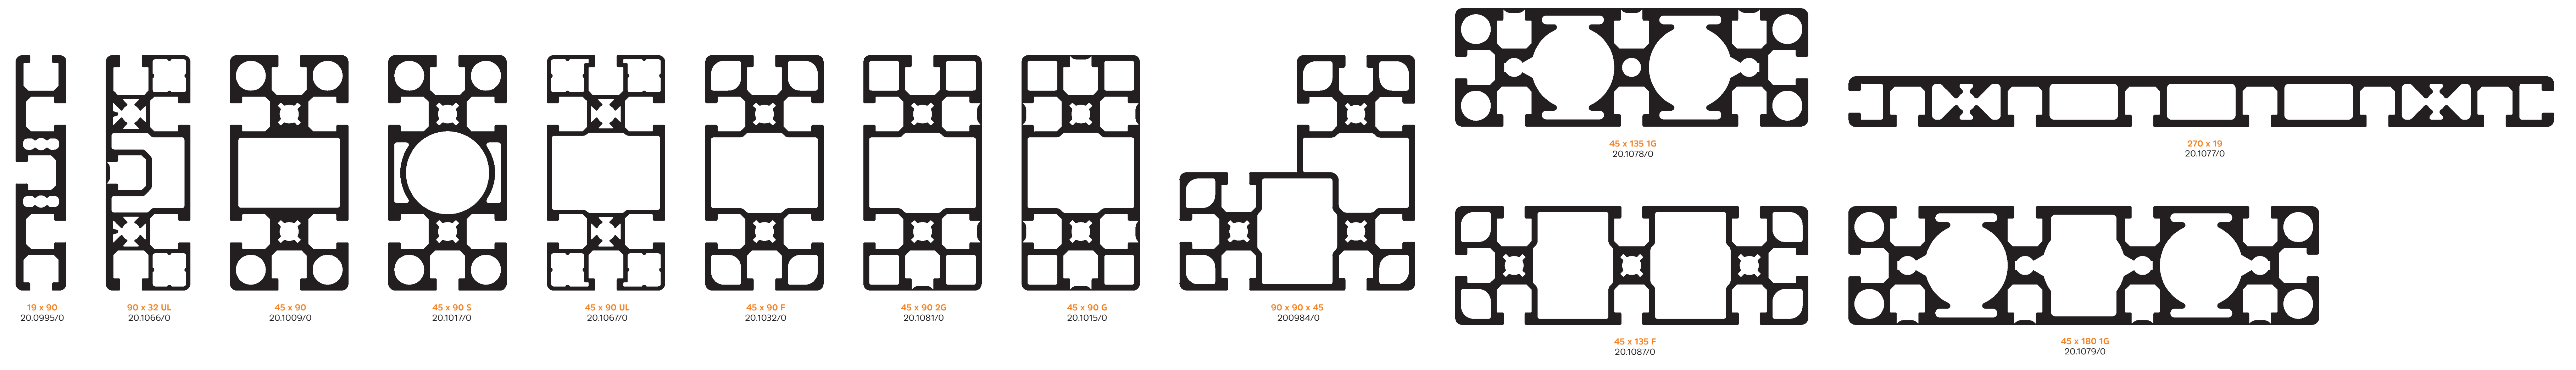 19 x 90
20.0995/0
90 x 32 UL
20.1066/0
45 x 90
20.1009/0
45 x 90 S
20.1017/0
45 x 90 UL
20.1067/0
45 x 90 F
20.1032/0
45 x 90 2G
20.1081/0
45 x 90 G
20.1015/0
90 x 90 x 45
200984/0
45 x 135 1G
20.1078/0
270 x 19
20.1077/0
45 x 135 F
20.1087/0
45 x 180 1G
20.1079/0